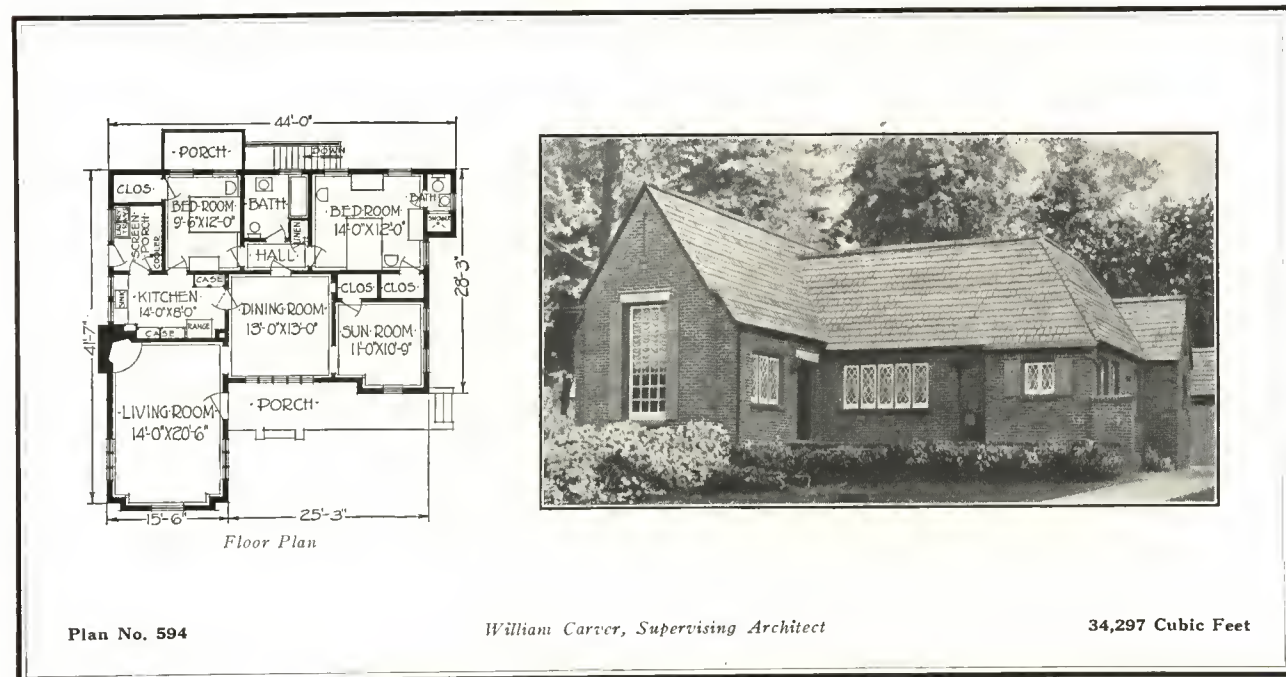 44'-0"
·PORCH·
DOWN
CLOS·
·BED·ROOM·
9'-6"X12'-0"
·BATH·
BED·ROOM·
14'-0"X12'-0"
BATH
SHOWER
SCREEN·
PORCH·
COOLER
LINEN
·HALL·
CASE
·KITCHEN·
14'-0"X8'-0"
SINK
CASE
RANGE
·DINING·ROOM·
13'-0"X13'-0"
CLOS·
CLOS·
SUN·ROOM·
11'-0"X10'-9"
41'-7"
28'-3"
·LIVING·ROOM·
14'-0"X20'-6"
·PORCH·
15'-6"
25'-3"
Floor Plan
Plan No. 594
William Carver, Supervising Architect
34,297 Cubic Feet